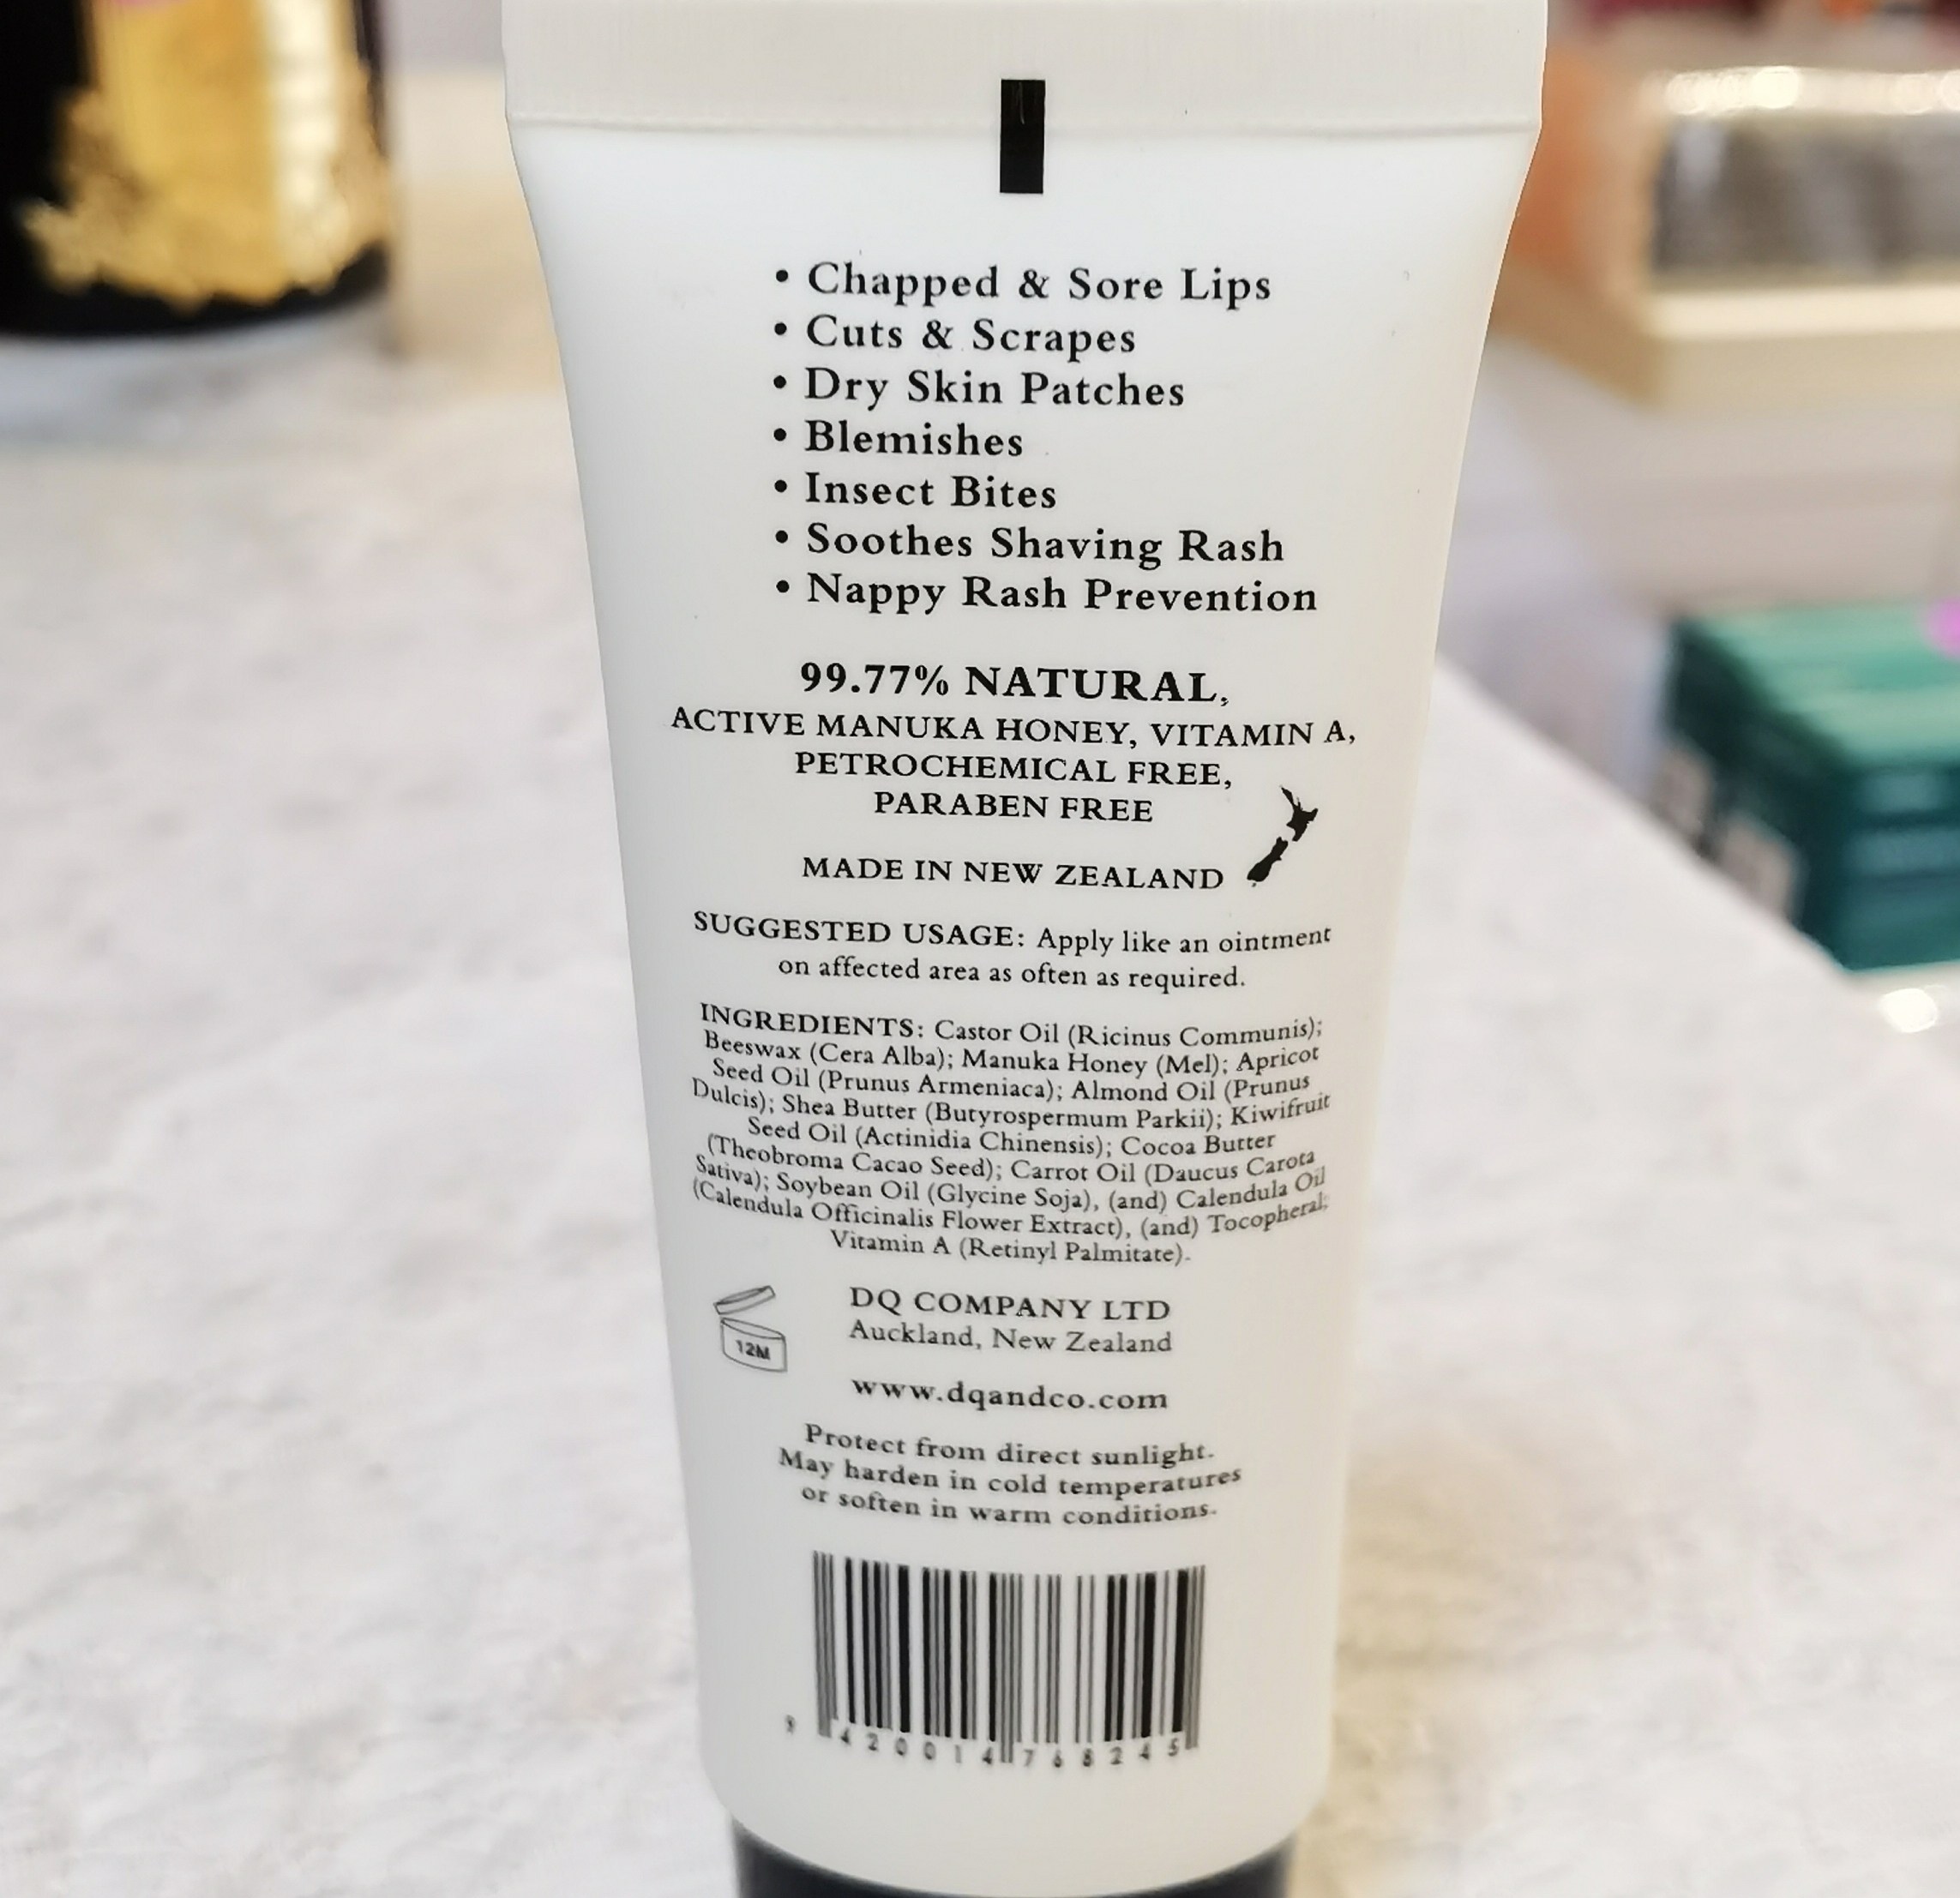 • Chapped & Sore Lips
• Cuts & Scrapes
• Dry Skin Patches
• Blemishes
• Insect Bites
• Soothes Shaving Rash
• Nappy Rash Prevention
99.77% NATURAL,
ACTIVE MANUKA HONEY, VITAMIN A,
PETROCHEMICAL FREE,
PARABEN FREE
MADE IN NEW ZEALAND
SUGGESTED USAGE: Apply like an ointment
on affected area as often as required.
INGREDIENTS: Castor Oil (Ricinus Communis);
Beeswax (Cera Alba); Manuka Honey (Mel); Apricot
Seed Oil (Prunus Armeniaca); Almond Oil (Prunus
Dulcis); Shea Butter (Butyrospermum Parkii); Kiwifruit
Seed Oil (Actinidia Chinensis); Cocoa Butter
(Theobroma Cacao Seed); Carrot Oil (Daucus Carota
Sativa); Soybean Oil (Glycine Soja), (and) Calendula Oil
(Calendula Officinalis Flower Extract), (and) Tocopheral;
Vitamin A (Retinyl Palmitate).
12M
DQ COMPANY LTD
Auckland, New Zealand
www.dqandco.com
Protect from direct sunlight.
May harden in cold temperatures
or soften in warm conditions.
9 420014 768245